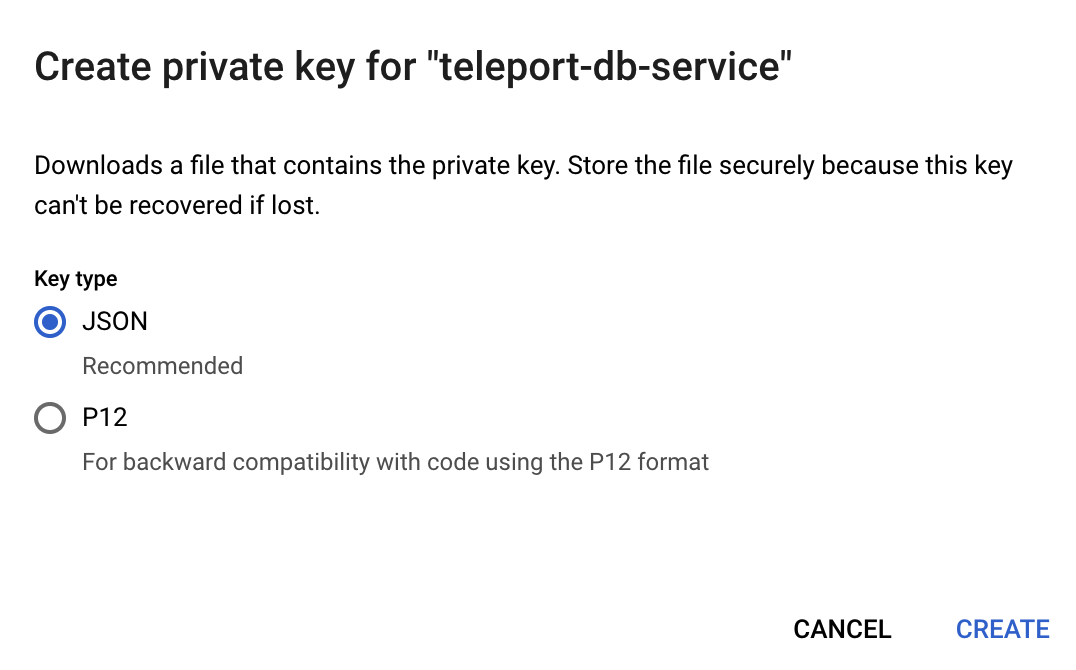 Create private key for "teleport-db-service"
Downloads a file that contains the private key. Store the file securely because this key
can't be recovered if lost.
Key type
JSON
Recommended
P12
For backward compatibility with code using the P12 format
CANCEL CREATE